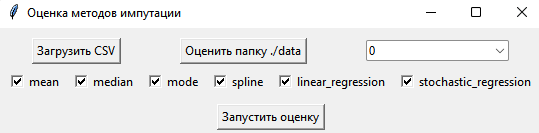 Оценка методов импутации
Загрузить CSV Оценить папку ./data 0
mean median mode spline linear_regression stochastic_regression
Запустить оценку